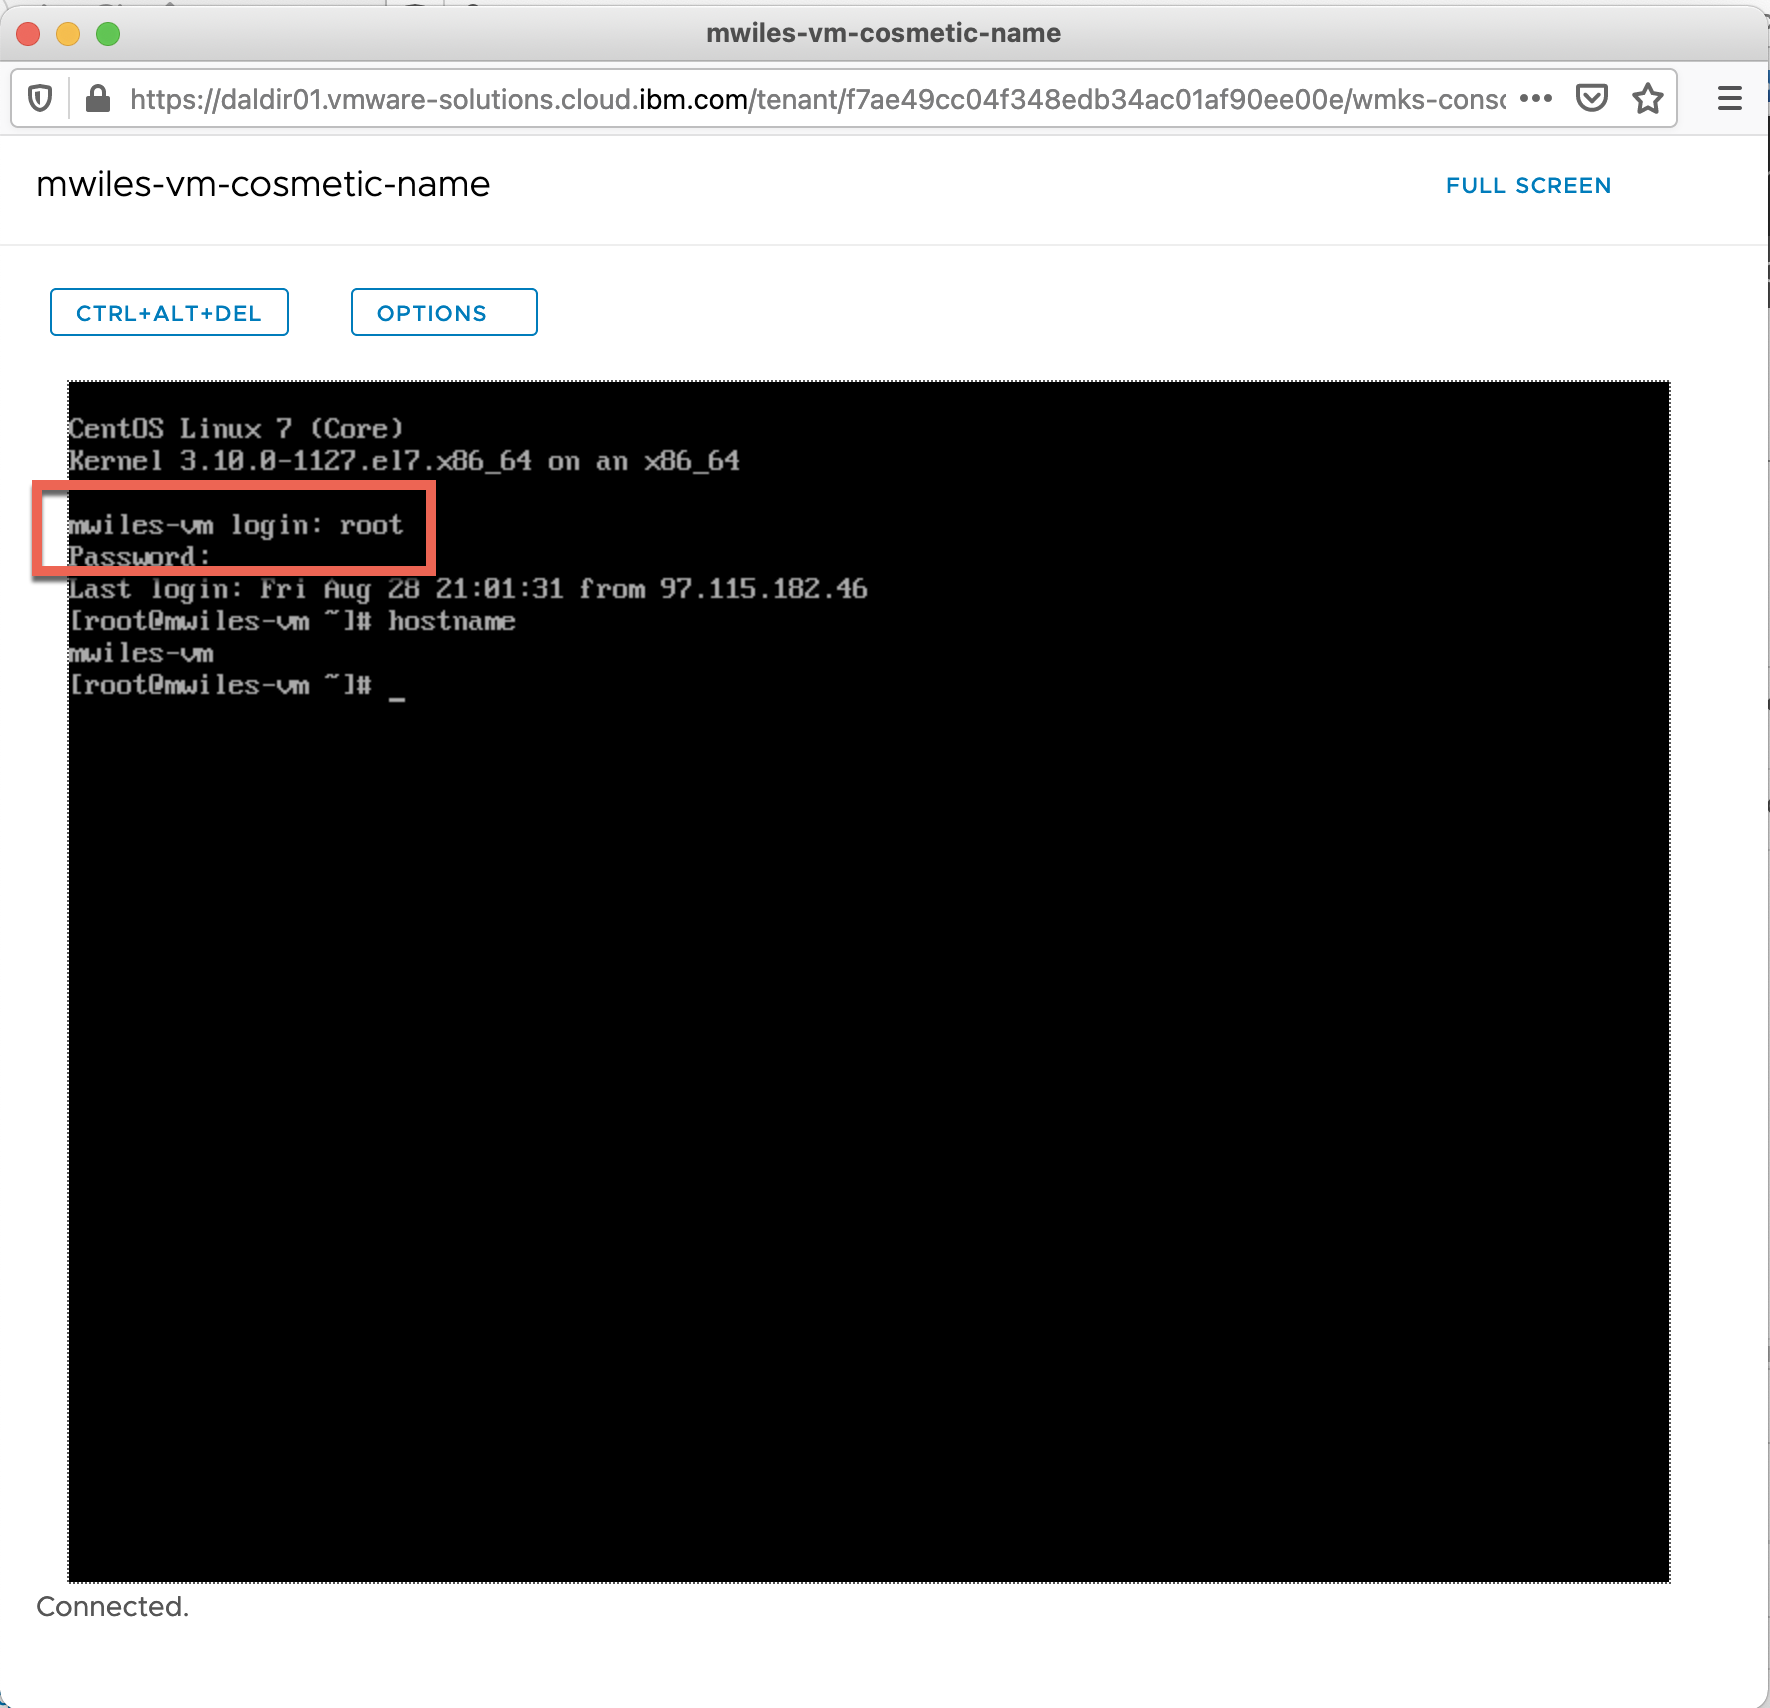 mwiles-vm-cosmetic-name
https://daldir01.vmware-solutions.cloud.ibm.com/tenant/f7ae49cc04f348edb34ac01af90ee00e/wmks-conso
mwiles-vm-cosmetic-name
FULL SCREEN
CTRL+ALT+DEL
OPTIONS
CentOS Linux 7 (Core)
Kernel 3.10.0-1127.el7.x86_64 on an x86_64
mwiles-vm login: root
Password:
Last login: Fri Aug 28 21:01:31 from 97.115.182.46
[root@mwiles-vm ~]# hostname
mwiles-vm
[root@mwiles-vm ~]# _
Connected.